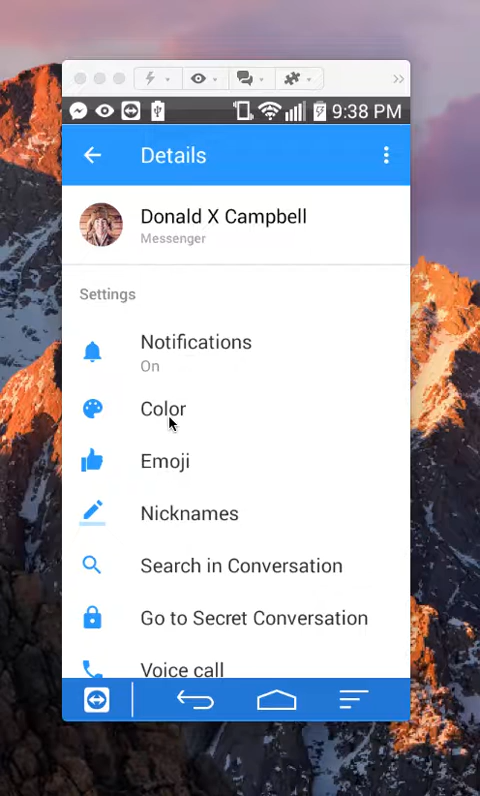 9:38 PM
Details
Donald X Campbell
Messenger
Settings
Notifications
On
Color
Emoji
Nicknames
Search in Conversation
Go to Secret Conversation
Voice call